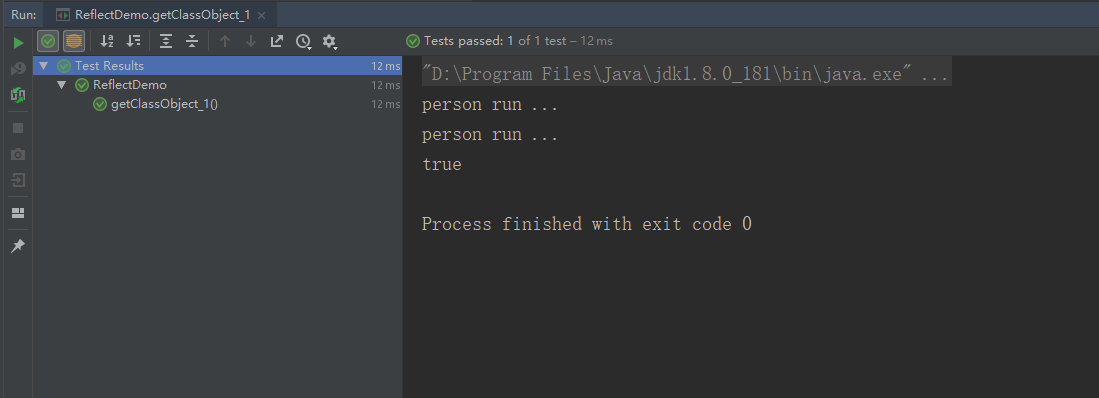 Run: ReflectDemo.getClassObject_1
Tests passed: 1 of 1 test – 12 ms
Test Results 12 ms
ReflectDemo 12 ms
getClassObject_1() 12 ms
"D:\Program Files\Java\jdk1.8.0_181\bin\java.exe" ...
person run ...
person run ...
true
Process finished with exit code 0